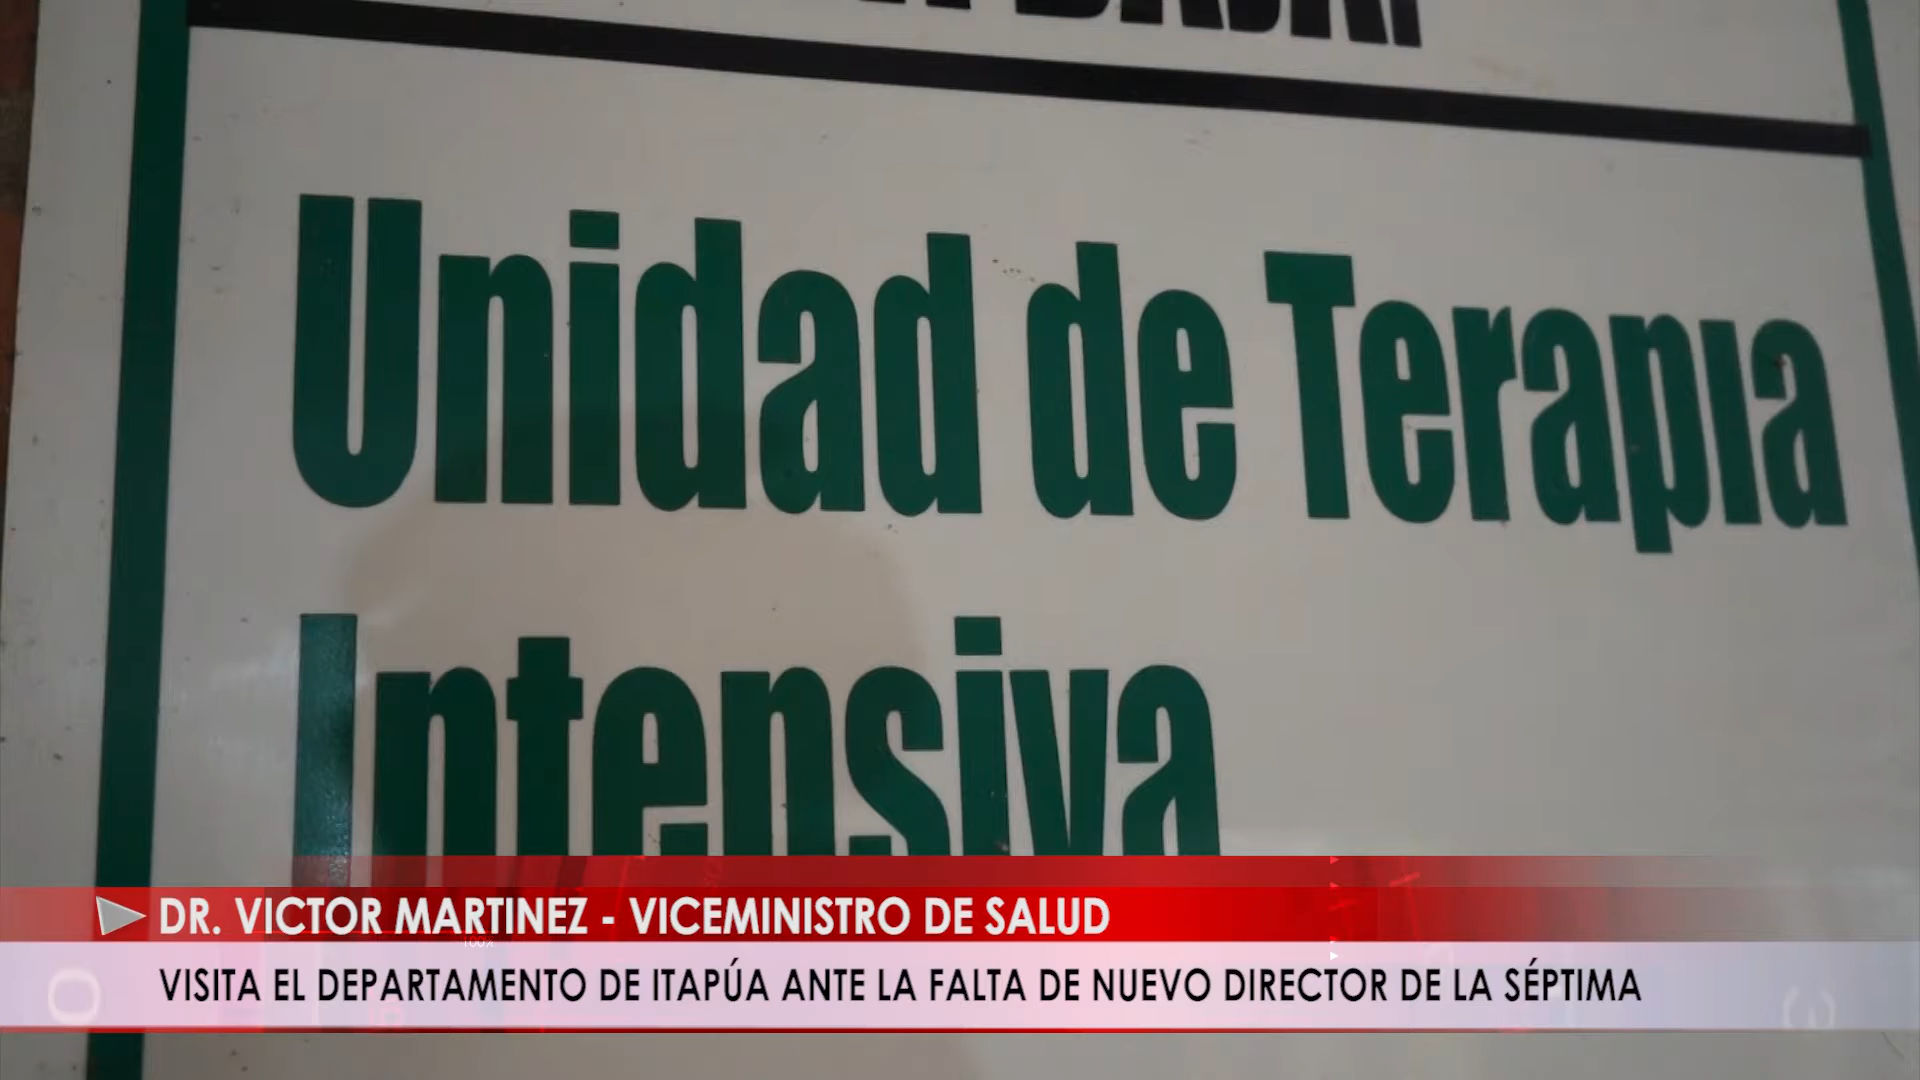 Unidad de Terapia
Intensiva
DR. VICTOR MARTINEZ - VICEMINISTRO DE SALUD
100%
VISITA EL DEPARTAMENTO DE ITAPÚA ANTE LA FALTA DE NUEVO DIRECTOR DE LA SÉPTIMA